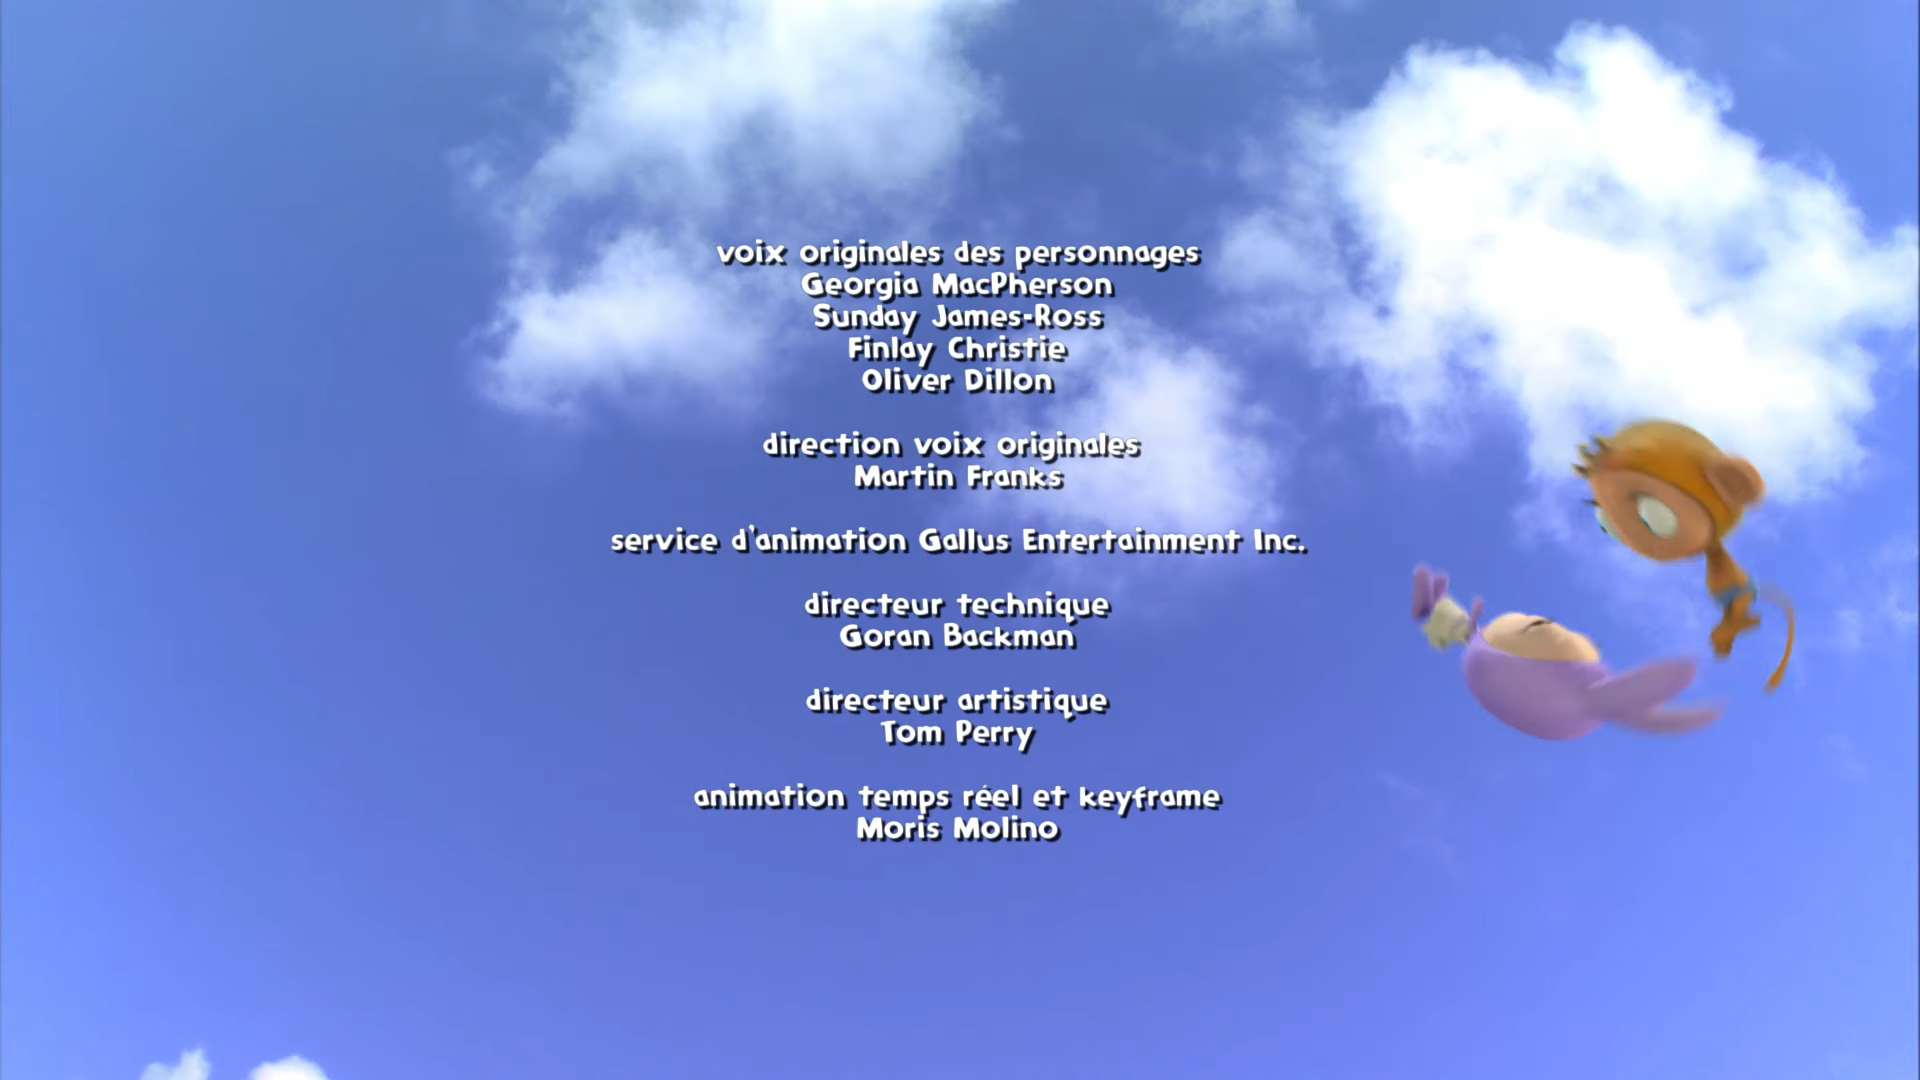 voix originales des personnages
Georgia MacPherson
Sunday James-Ross
Finlay Christie
Oliver Dillon
direction voix originales
Martin Franks
service d'animation Gallus Entertainment Inc.
directeur technique
Goran Backman
directeur artistique
Tom Perry
animation temps réel et keyframe
Moris Molino